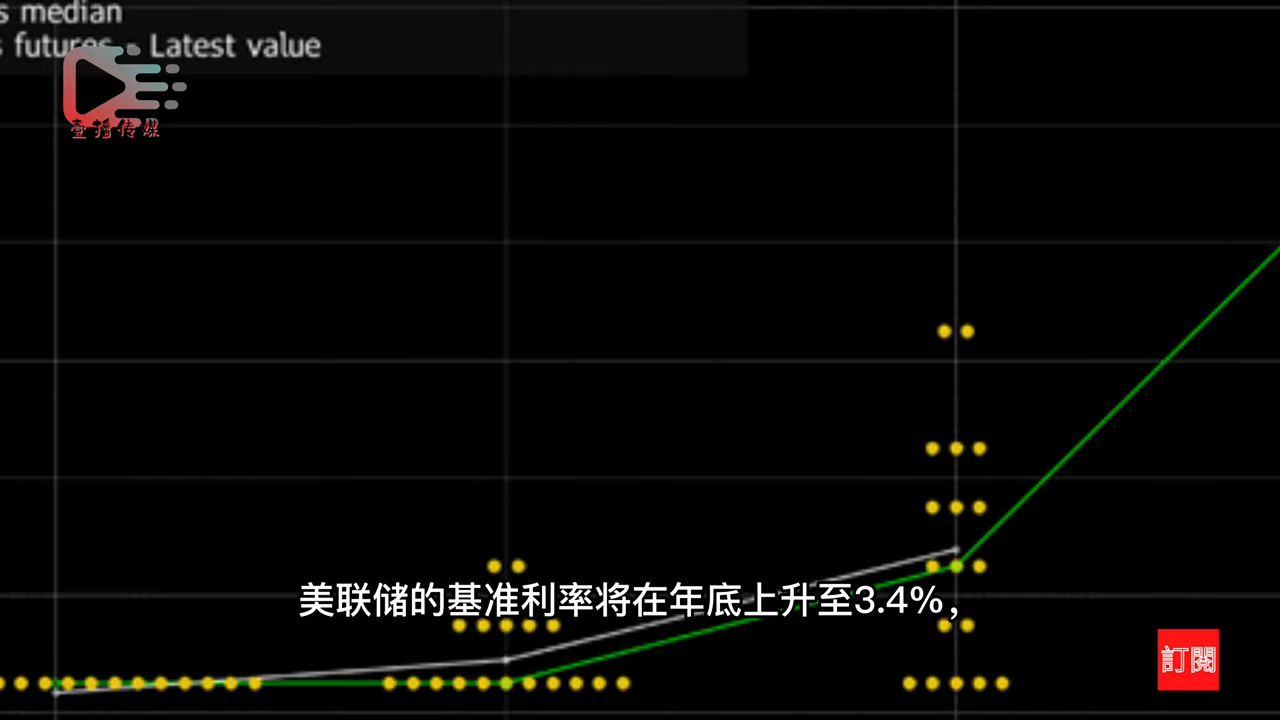 s median
s futures - Latest value
壹播传媒
美联储的基准利率将在年底上升至3.4%，
訂閱